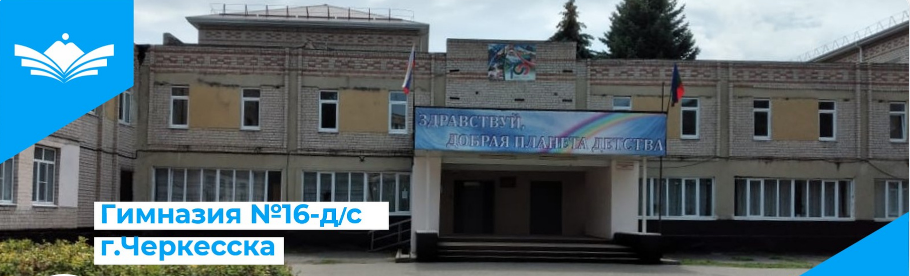 ЗДРАВСТВУЙ,
ДОБРАЯ ПЛАНЕТА ДЕТСТВА
Гимназия №16-д/с
г.Черкесска